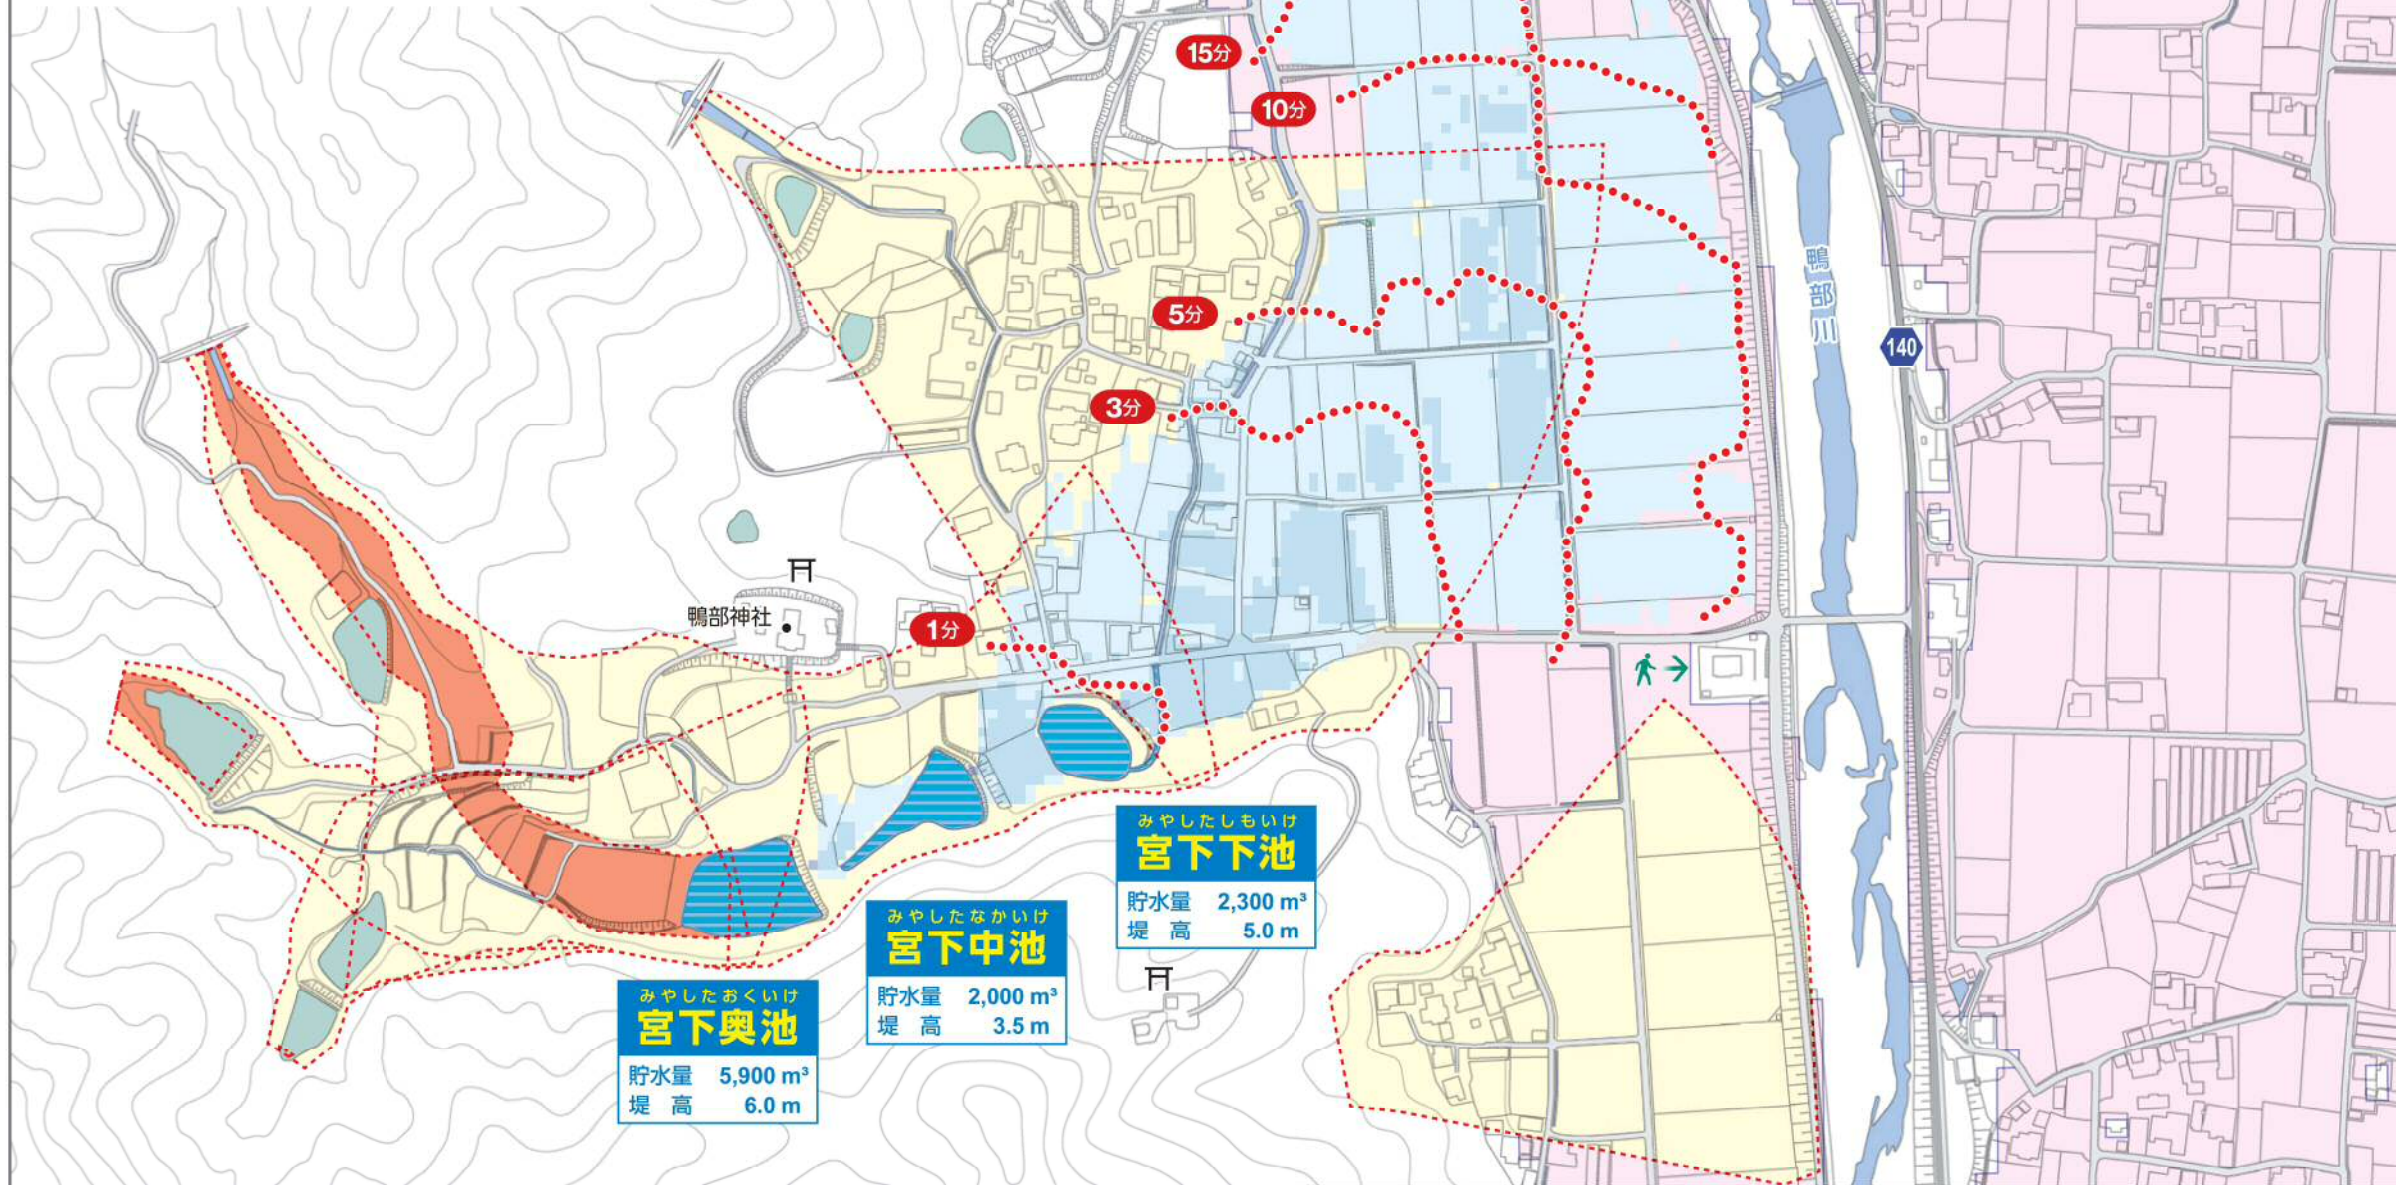 15分
10分
5分
3分
1分
鴨部川
140
鴨部神社
みやしたしもいけ
宮下下池
貯水量 2,300 m³
堤 高 5.0 m
みやしたなかいけ
宮下中池
貯水量 2,000 m³
堤 高 3.5 m
みやしたおくいけ
宮下奥池
貯水量 5,900 m³
堤 高 6.0 m